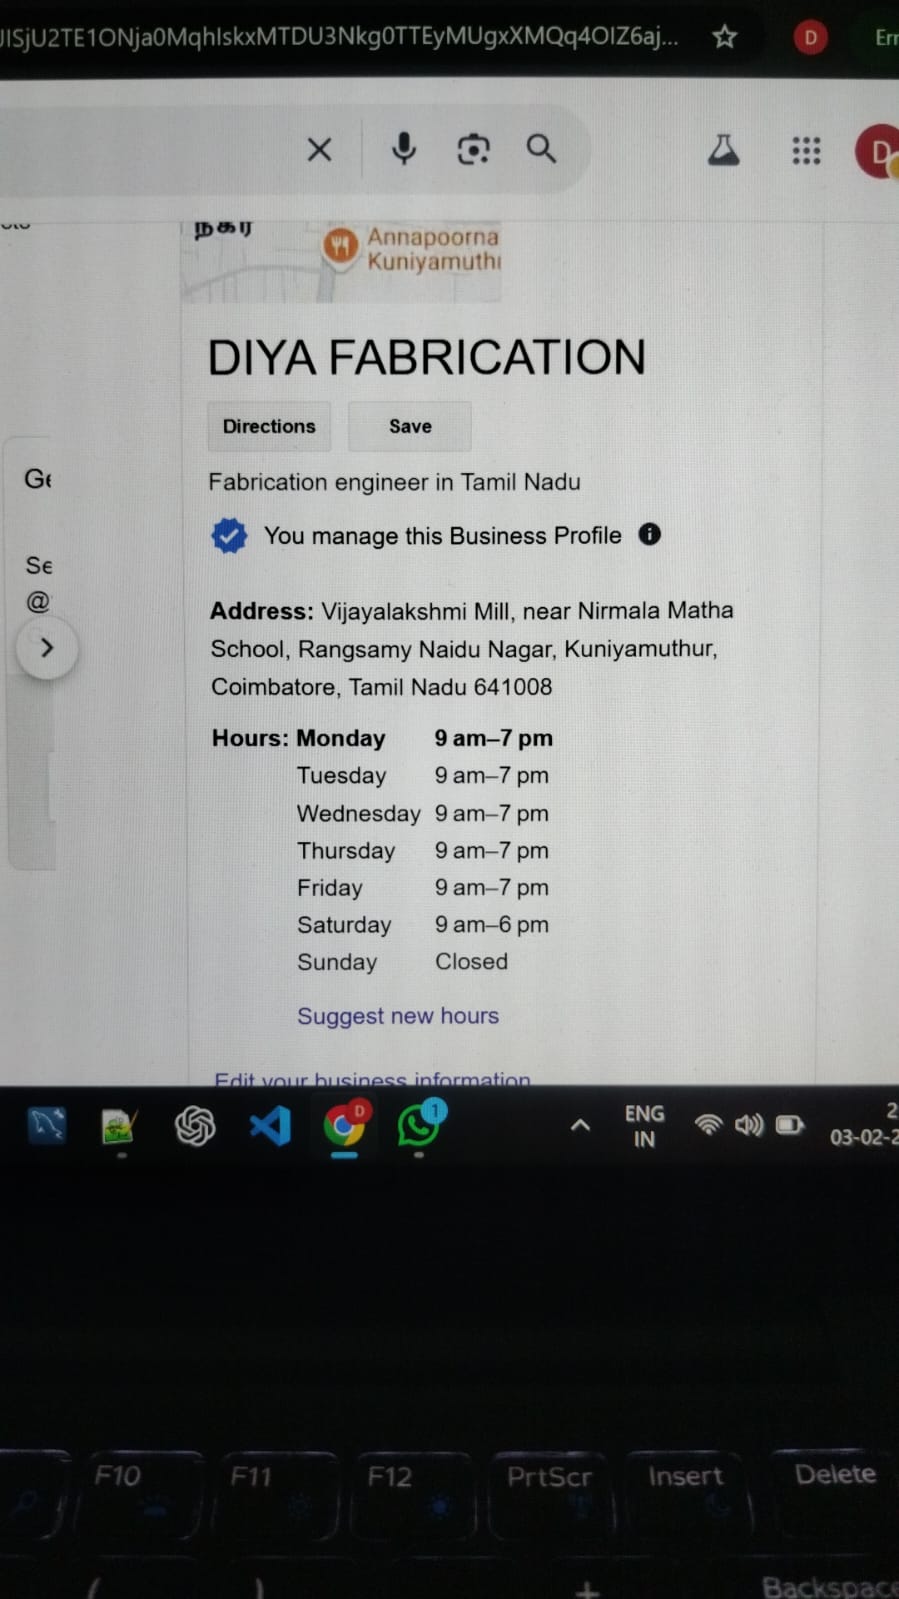 JISjU2TE1ONja0MqhIskxMTDU3Nkg0TTEyMUgxXMQq4OIZ6aj...
D
Err
D
நகர்
Annapoorna
Kuniyamuthu
DIYA FABRICATION
Directions Save
Fabrication engineer in Tamil Nadu
Ge
You manage this Business Profile
Se
@
Address: Vijayalakshmi Mill, near Nirmala Matha
School, Rangsamy Naidu Nagar, Kuniyamuthur,
Coimbatore, Tamil Nadu 641008
Hours: Monday 9 am–7 pm
Tuesday 9 am–7 pm
Wednesday 9 am–7 pm
Thursday 9 am–7 pm
Friday 9 am–7 pm
Saturday 9 am–6 pm
Sunday Closed
Suggest new hours
Edit your business information
D 1
ENG 2
IN 03-02-2
F10 F11 F12 PrtScr Insert Delete
( ) + Backspace